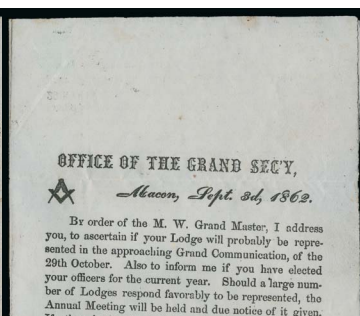 OFFICE OF THE GRAND SEC'Y,
Macon, Sept. 3d, 1862.
By order of the M. W. Grand Master, I address
you, to ascertain if your Lodge will probably be repre-
sented in the approaching Grand Communication, of the
29th October. Also to inform me if you have elected
your officers for the current year. Should a large num-
ber of Lodges respond favorably to be represented, the
Annual Meeting will be held and due notice of it given.